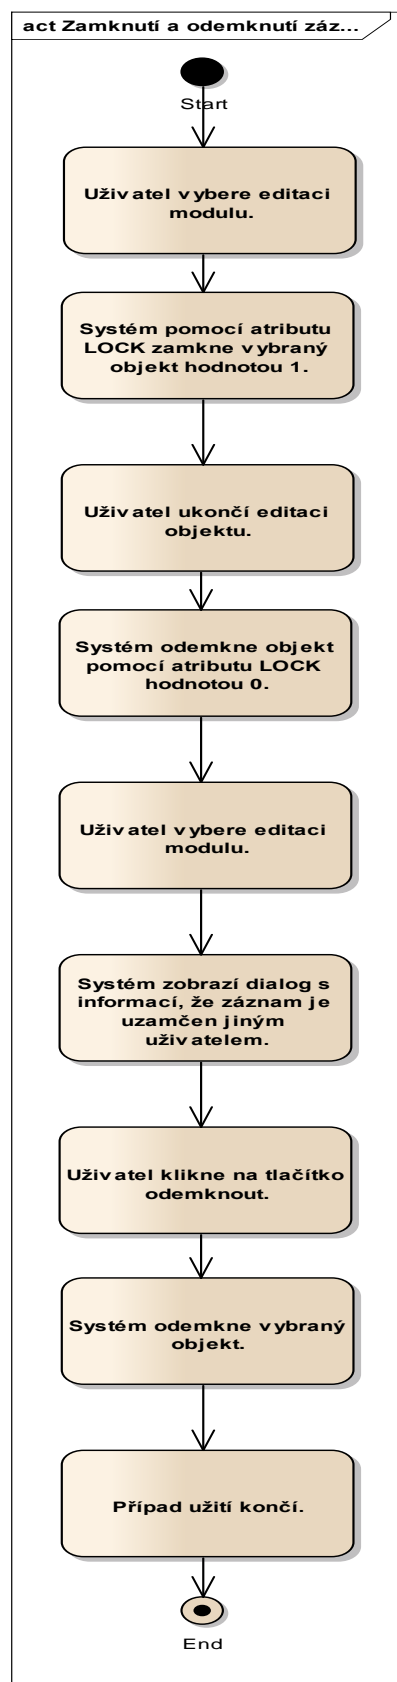 act Zamknutí a odemknutí záz...
Start
Uživatel vybere editaci
modulu.
Systém pomocí atributu
LOCK zamkne vybraný
objekt hodnotou 1.
Uživatel ukončí editaci
objektu.
Systém odemkne objekt
pomocí atributu LOCK
hodnotou 0.
Uživatel vybere editaci
modulu.
Systém zobrazí dialog s
informací, že záznam je
uzamčen jiným
uživatelem.
Uživatel klikne na tlačítko
odemknout.
Systém odemkne vybraný
objekt.
Případ užití končí.
End